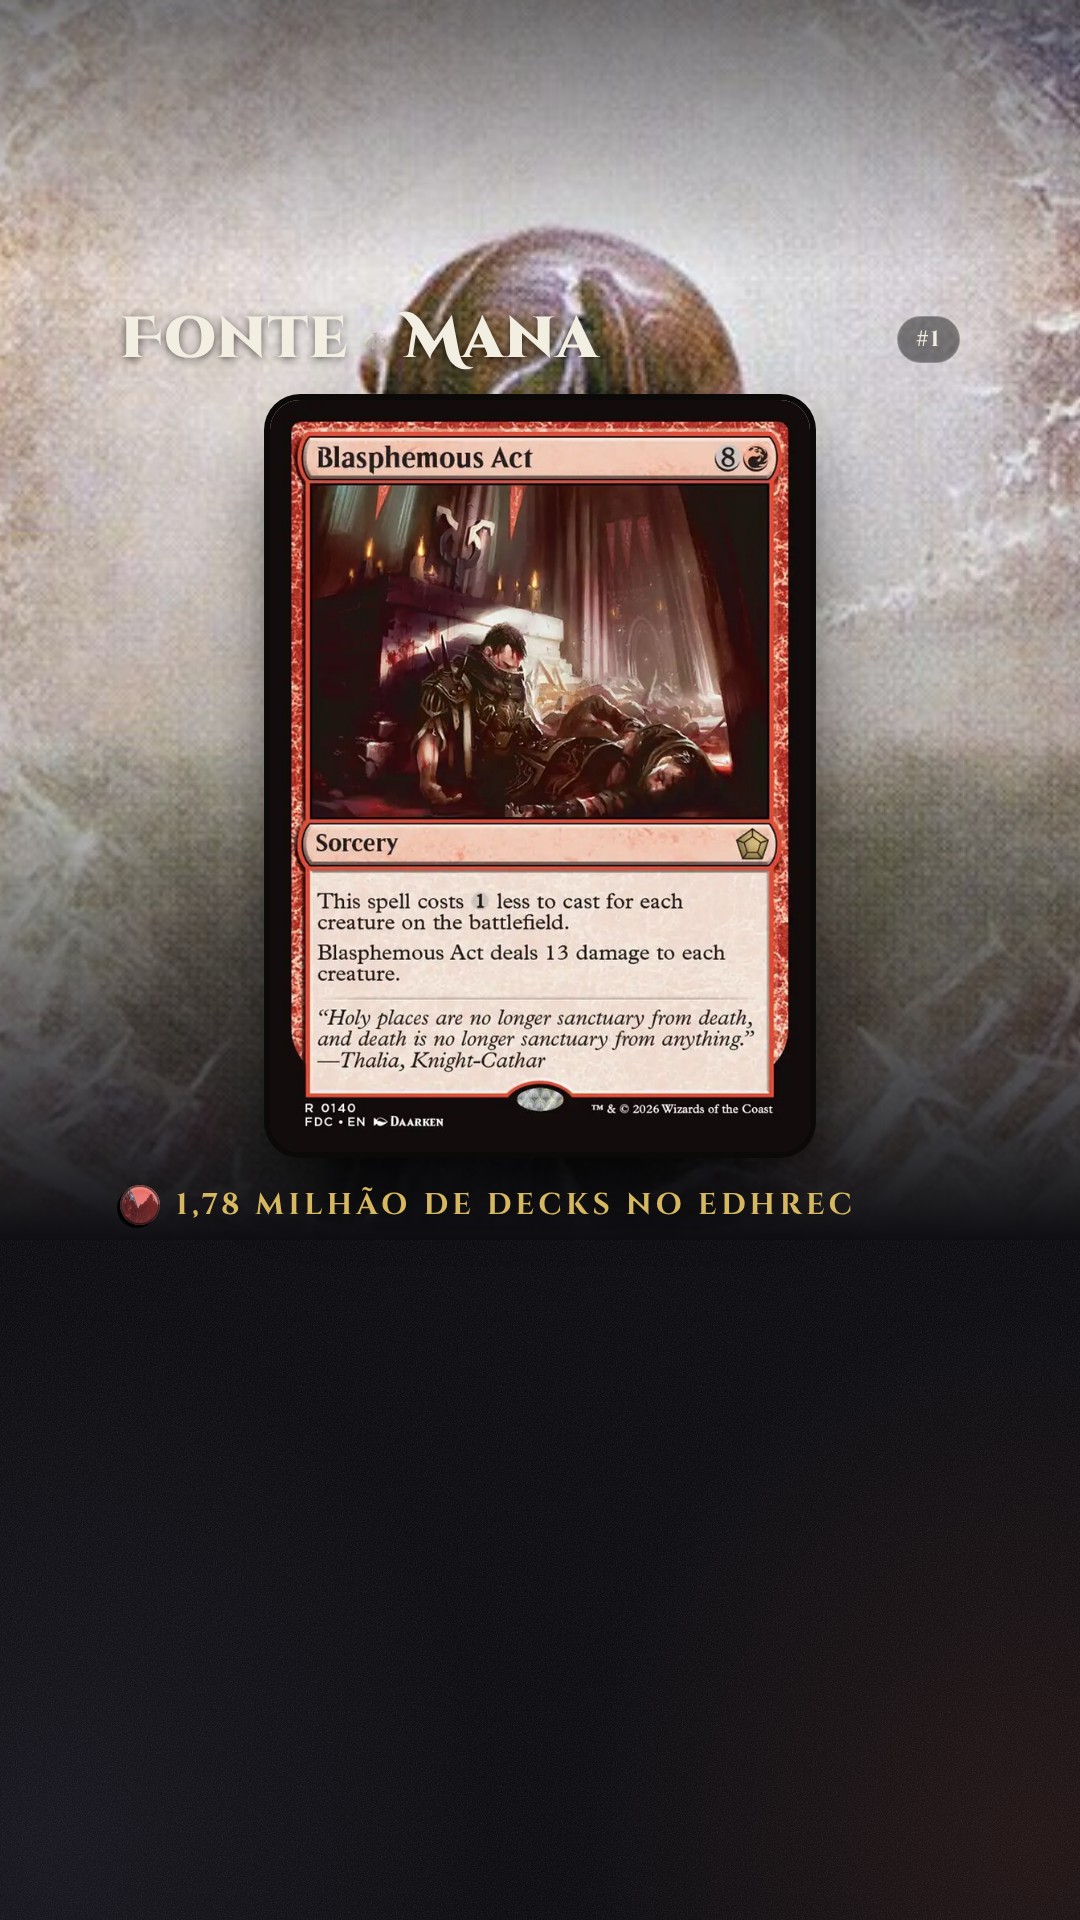 Fonte Mana
#1
Blasphemous Act 8
Sorcery
This spell costs 1 less to cast for each
creature on the battlefield.
Blasphemous Act deals 13 damage to each
creature.
“Holy places are no longer sanctuary from death,
and death is no longer sanctuary from anything.”
—Thalia, Knight-Cathar
R 0140
™ & © 2026 Wizards of the Coast
FDC • EN Daarken
1,78 MILHÃO DE DECKS NO EDHREC